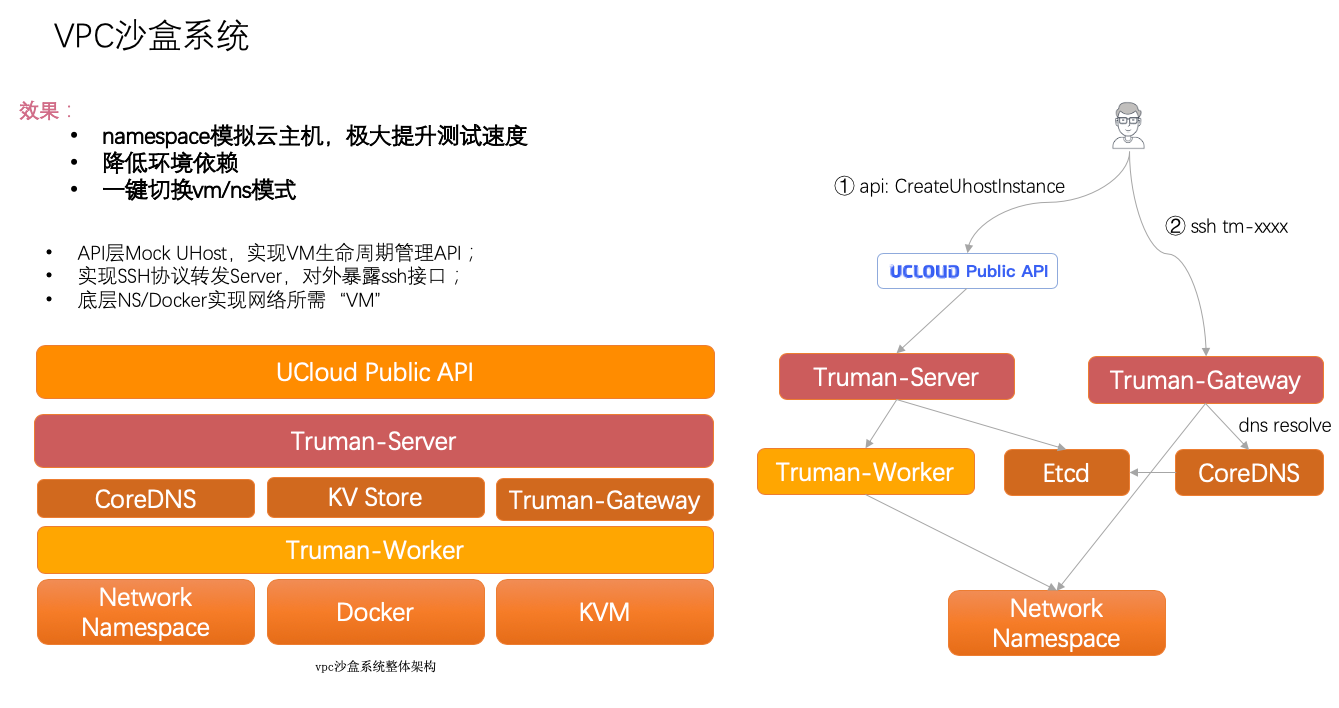 VPC沙盒系统
效果：
• namespace模拟云主机，极大提升测试速度
• 降低环境依赖
• 一键切换vm/ns模式
• API层Mock UHost，实现VM生命周期管理API；
• 实现SSH协议转发Server，对外暴露ssh接口；
• 底层NS/Docker实现网络所需“VM”
UCloud Public API
Truman-Server
CoreDNS
KV Store
Truman-Gateway
Truman-Worker
Network
Namespace
Docker
KVM
vpc沙盒系统整体架构
① api: CreateUhostInstance
② ssh tm-xxxx
UCLOUD Public API
Truman-Server
Truman-Gateway
dns resolve
Truman-Worker
Etcd
CoreDNS
Network
Namespace